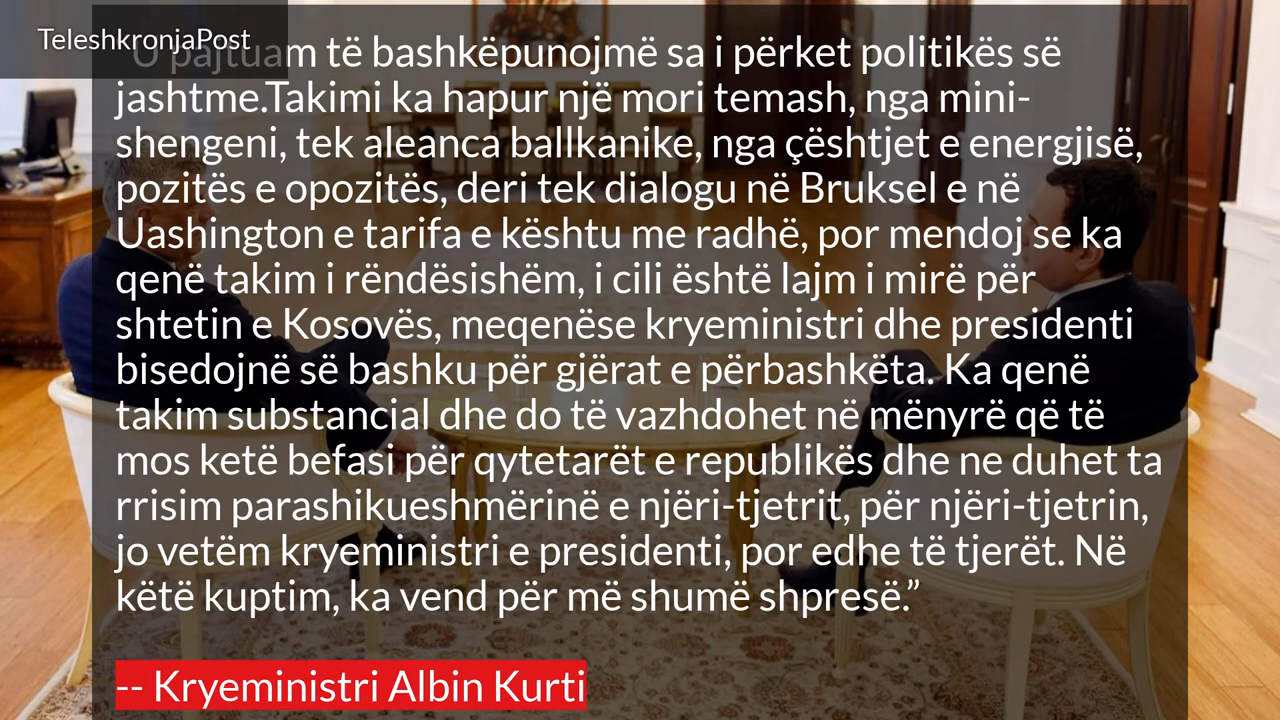 TeleshkronjaPost
"U pajtuam të bashkëpunojmë sa i përket politikës së
jashtme.Takimi ka hapur një mori temash, nga mini-
shengeni, tek aleanca ballkanike, nga çështjet e energjisë,
pozitës e opozitës, deri tek dialogu në Bruksel e në
Uashington e tarifa e kështu me radhë, por mendoj se ka
qenë takim i rëndësishëm, i cili është lajm i mirë për
shtetin e Kosovës, meqenëse kryeministri dhe presidenti
bisedojnë së bashku për gjërat e përbashkëta. Ka qenë
takim substancial dhe do të vazhdohet në mënyrë që të
mos ketë befasi për qytetarët e republikës dhe ne duhet ta
rrisim parashikueshmërinë e njëri-tjetrit, për njëri-tjetrin,
jo vetëm kryeministri e presidenti, por edhe të tjerët. Në
këtë kuptim, ka vend për më shumë shpresë.”
-- Kryeministri Albin Kurti